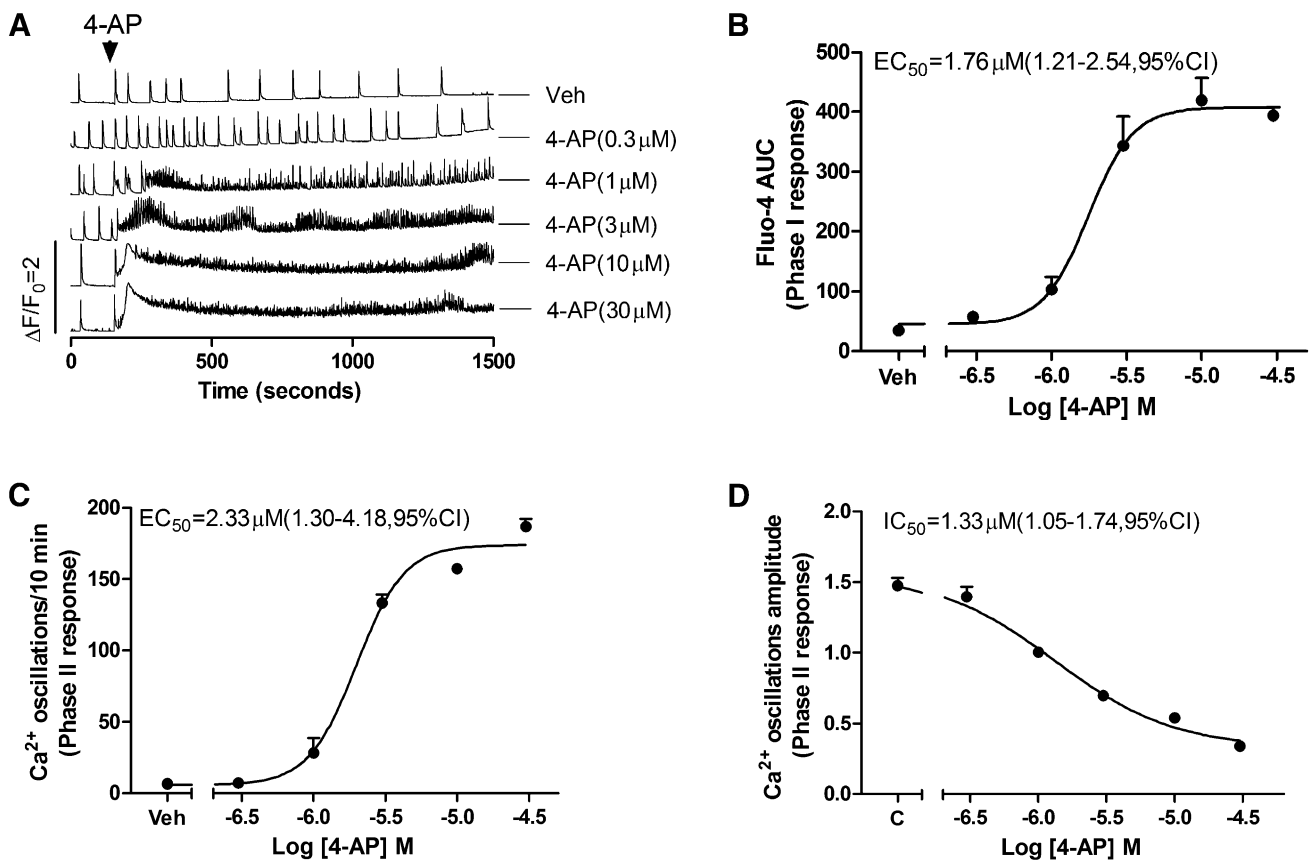 A
4-AP
Veh
4-AP(0.3μM)
4-AP(1μM)
4-AP(3μM)
4-AP(10μM)
4-AP(30μM)
ΔF/F0=2
0 500 1000 1500
Time (seconds)
B
EC50=1.76μM(1.21-2.54,95%CI)
Fluo-4 AUC
(Phase I response)
500
400
300
200
100
0
Veh -6.5 -6.0 -5.5 -5.0 -4.5
Log [4-AP] M
C
EC50=2.33μM(1.30-4.18,95%CI)
Ca2+ oscillations/10 min
(Phase II response)
200
150
100
50
0
Veh -6.5 -6.0 -5.5 -5.0 -4.5
Log [4-AP] M
D
IC50=1.33μM(1.05-1.74,95%CI)
Ca2+ oscillations amplitude
(Phase II response)
2.0
1.5
1.0
0.5
0.0
C -6.5 -6.0 -5.5 -5.0 -4.5
Log [4-AP] M